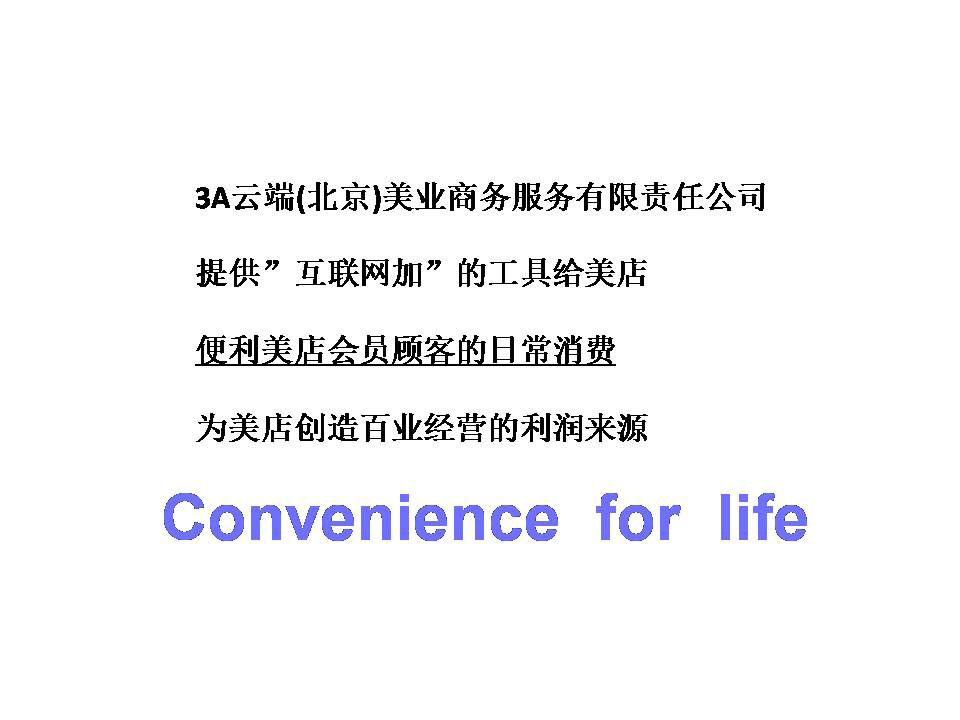 3A云端(北京)美业商务服务有限责任公司
提供”互联网加”的工具给美店
便利美店会员顾客的日常消费
为美店创造百业经营的利润来源
Convenience for life